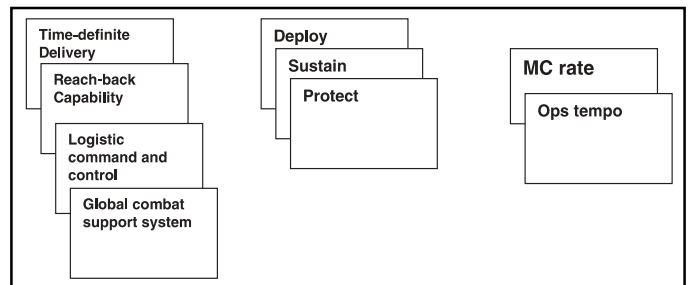 Time-definite
Delivery
Reach-back
Capability
Logistic
command and
control
Global combat
support system
Deploy
Sustain
Protect
MC rate
Ops tempo